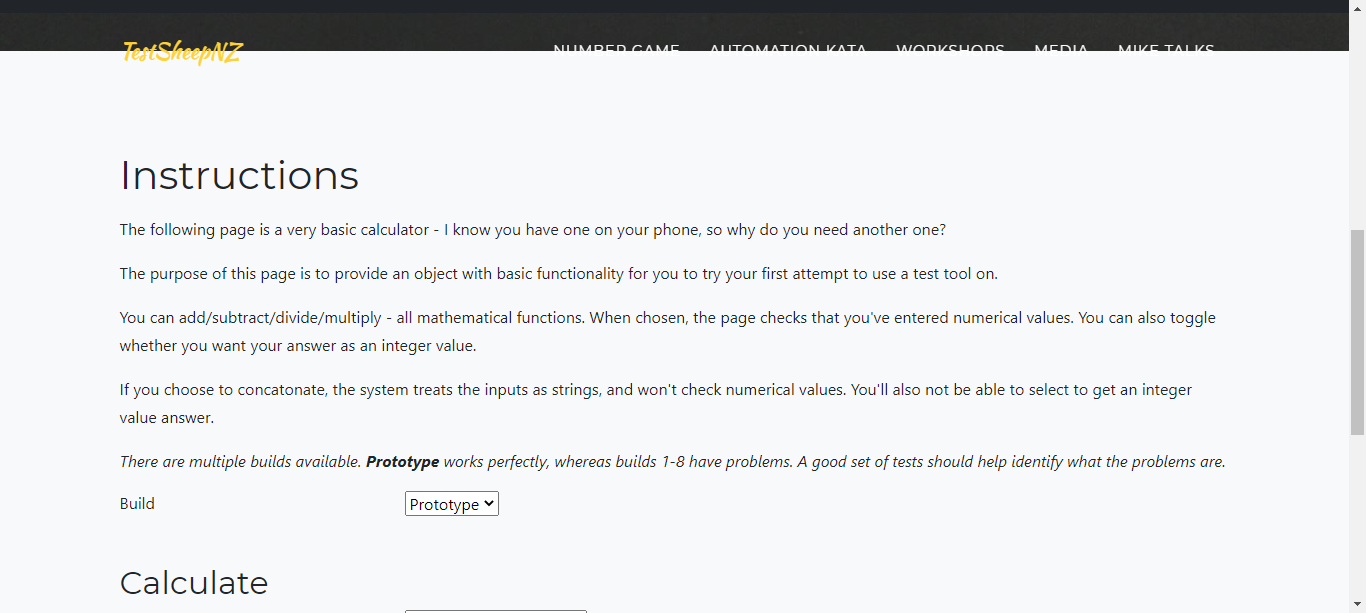 TestSheepNZ
NUMBER GAME AUTOMATION KATA WORKSHOPS MEDIA MIKE TALKS
Instructions
The following page is a very basic calculator - I know you have one on your phone, so why do you need another one?
The purpose of this page is to provide an object with basic functionality for you to try your first attempt to use a test tool on.
You can add/subtract/divide/multiply - all mathematical functions. When chosen, the page checks that you've entered numerical values. You can also toggle
whether you want your answer as an integer value.
If you choose to concatonate, the system treats the inputs as strings, and won't check numerical values. You'll also not be able to select to get an integer
value answer.
There are multiple builds available. Prototype works perfectly, whereas builds 1-8 have problems. A good set of tests should help identify what the problems are.
Build Prototype
Calculate